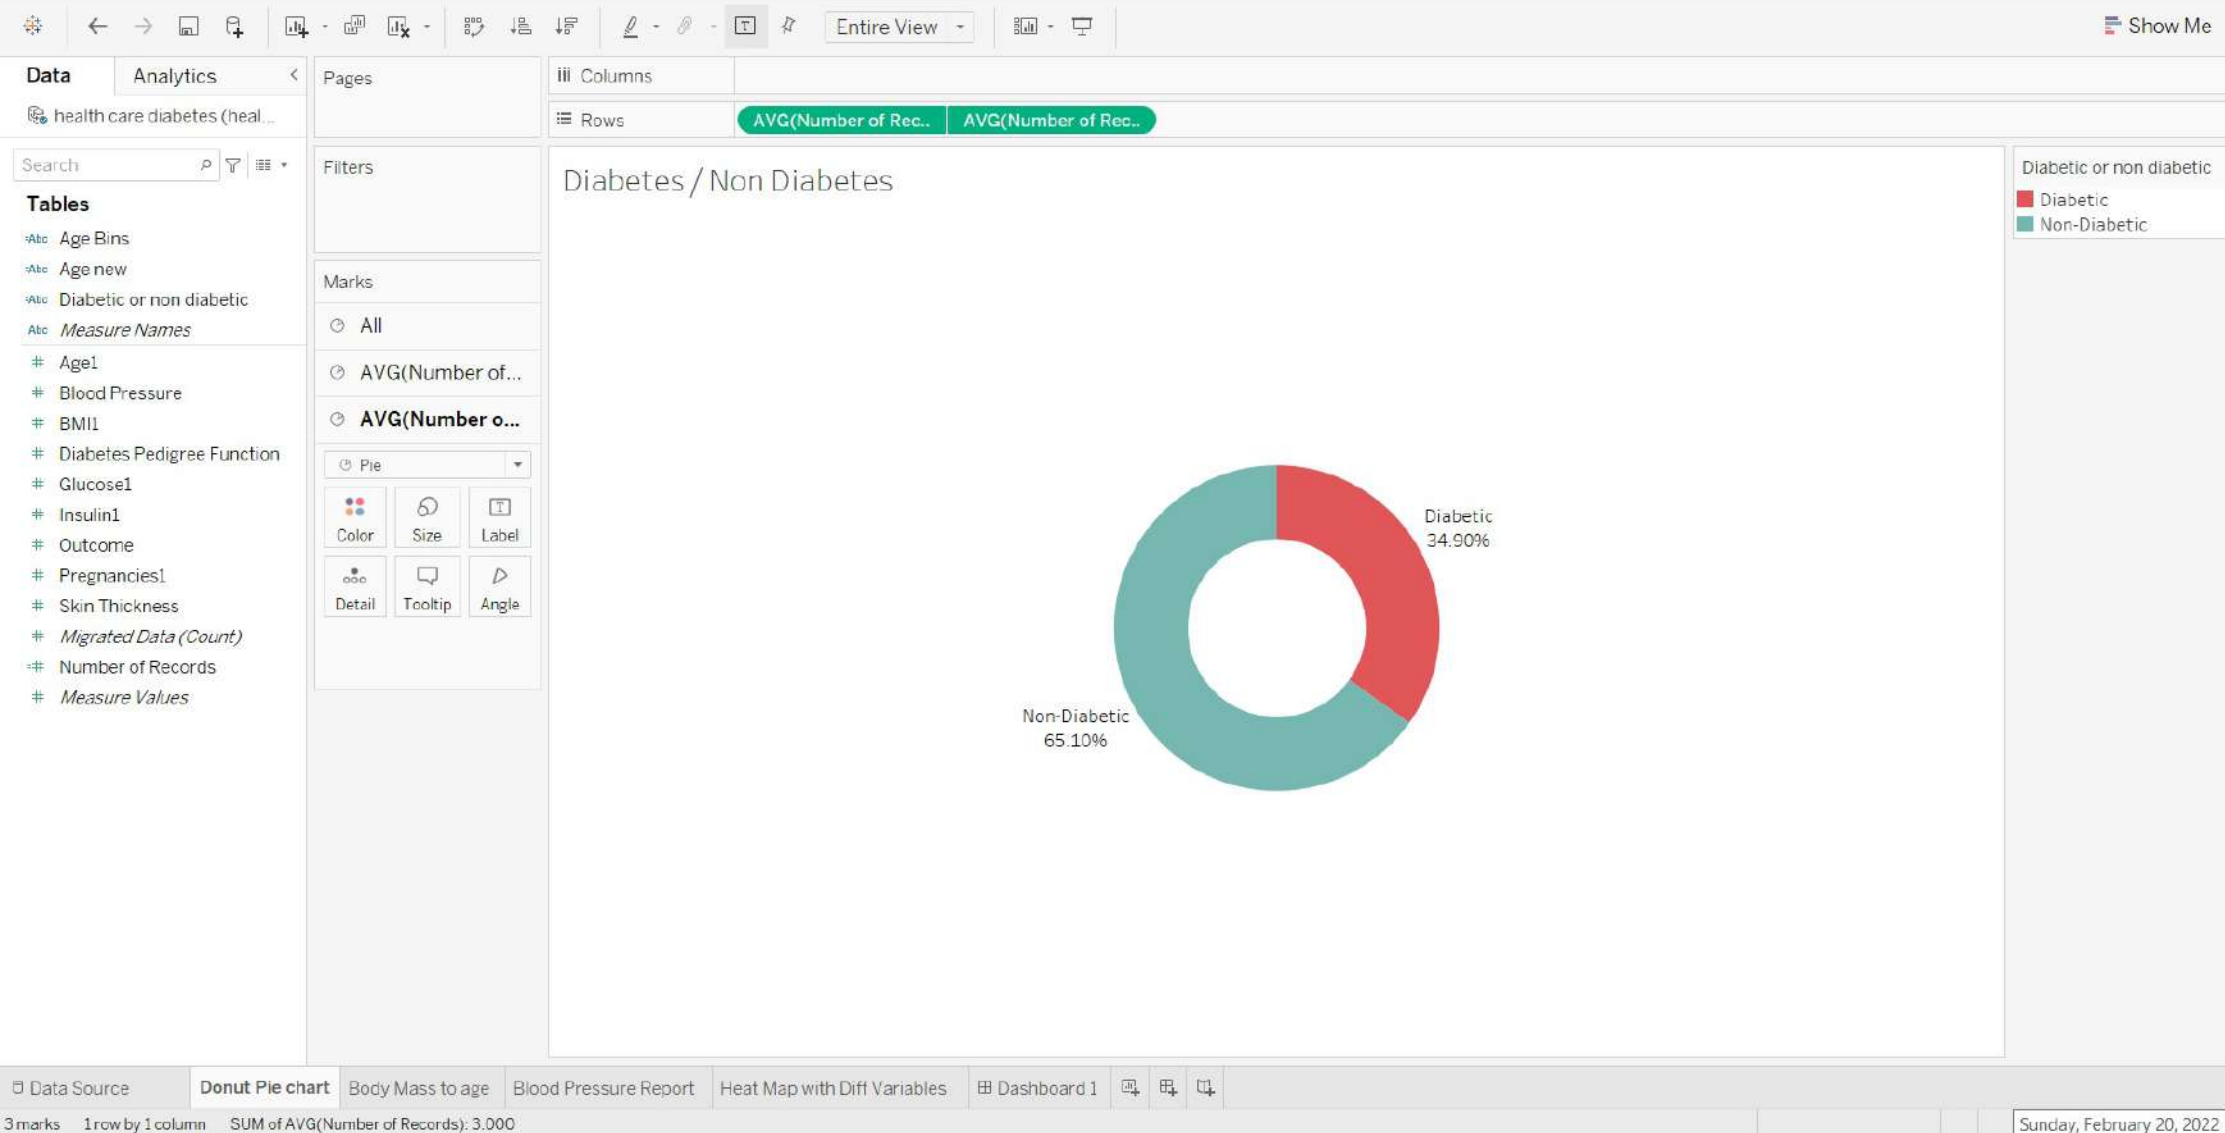 Entire View
Show Me
Data
Analytics
Pages
Columns
health care diabetes (heal...
Rows
AVG(Number of Rec..
AVG(Number of Rec..
Search
Filters
Diabetes / Non Diabetes
Diabetic or non diabetic
Diabetic
Non-Diabetic
Tables
Abc Age Bins
Abc Age new
Abc Diabetic or non diabetic
Abc Measure Names
# Age1
# Blood Pressure
# BMI1
# Diabetes Pedigree Function
# Glucose1
# Insulin1
# Outcome
# Pregnancies1
# Skin Thickness
# Migrated Data (Count)
=# Number of Records
# Measure Values
Marks
All
AVG(Number of...
AVG(Number o...
Pie
Color
Size
T
Label
Detail
Tooltip
Angle
Diabetic
34.90%
Non-Diabetic
65.10%
Data Source
Donut Pie chart
Body Mass to age
Blood Pressure Report
Heat Map with Diff Variables
Dashboard 1
3 marks
1 row by 1 column
SUM of AVG(Number of Records): 3.000
Sunday, February 20, 2022